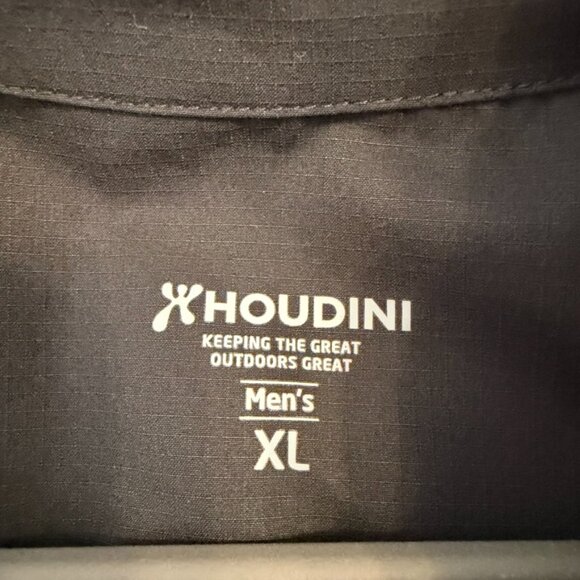 HOUDINI
KEEPING THE GREAT
OUTDOORS GREAT
Men's
XL